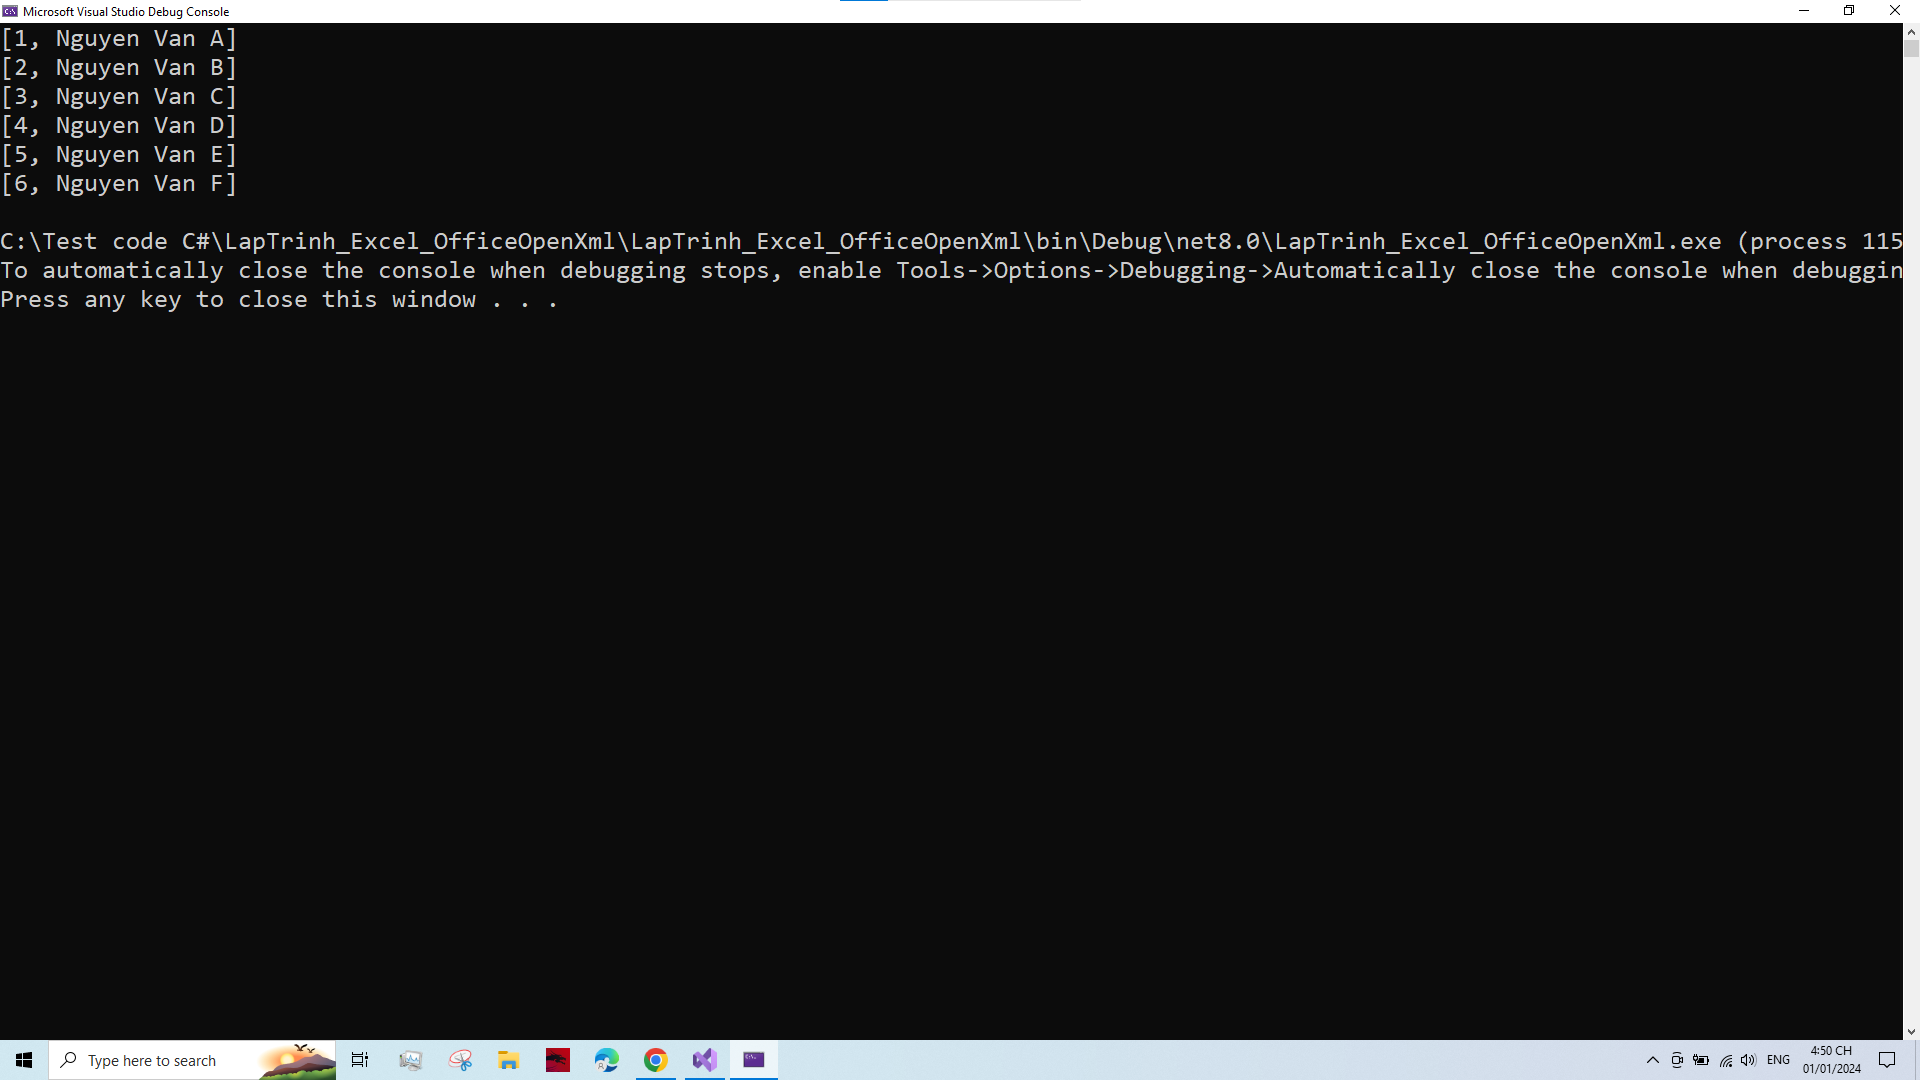 Microsoft Visual Studio Debug Console
[1, Nguyen Van A]
[2, Nguyen Van B]
[3, Nguyen Van C]
[4, Nguyen Van D]
[5, Nguyen Van E]
[6, Nguyen Van F]
C:\Test code C#\LapTrinh_Excel_OfficeOpenXml\LapTrinh_Excel_OfficeOpenXml\bin\Debug\net8.0\LapTrinh_Excel_OfficeOpenXml.exe (process 115
To automatically close the console when debugging stops, enable Tools->Options->Debugging->Automatically close the console when debuggin
Press any key to close this window . . .
Type here to search
ENG
4:50 CH
01/01/2024